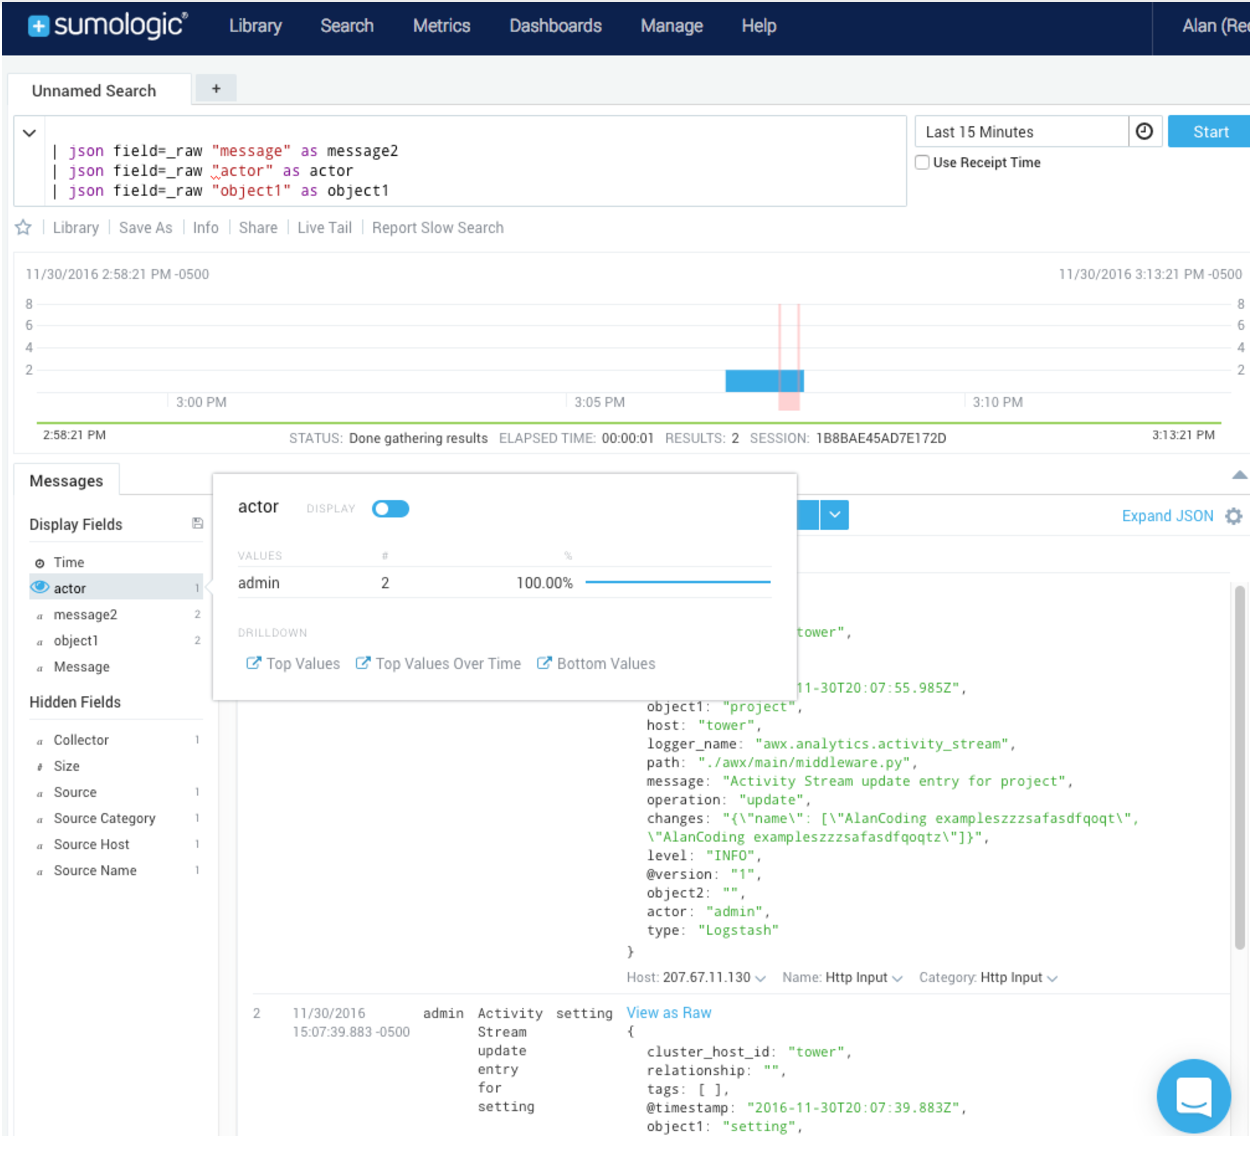 sumologic®
Library Search Metrics Dashboards Manage Help
Alan (Rec
Unnamed Search
+
| json field=_raw "message" as message2
| json field=_raw "actor" as actor
| json field=_raw "object1" as object1
Last 15 Minutes
Start
Use Receipt Time
Library | Save As | Info | Share | Live Tail | Report Slow Search
11/30/2016 2:58:21 PM -0500
11/30/2016 3:13:21 PM -0500
8 8
6 6
4 4
2 2
3:00 PM 3:05 PM 3:10 PM
2:58:21 PM
STATUS: Done gathering results ELAPSED TIME: 00:00:01 RESULTS: 2 SESSION: 1B8BAE45AD7E172D
3:13:21 PM
Messages
Display Fields
Time
actor 1
a message2 2
a object1 2
a Message
Hidden Fields
a Collector 1
# Size
a Source 1
a Source Category 1
a Source Host 1
a Source Name 1
actor DISPLAY
VALUES # %
admin 2 100.00%
DRILLDOWN
Top Values Top Values Over Time Bottom Values
Expand JSON
tower",
11-30T20:07:55.985Z",
object1: "project",
host: "tower",
logger_name: "awx.analytics.activity_stream",
path: "./awx/main/middleware.py",
message: "Activity Stream update entry for project",
operation: "update",
changes: "{\"name\": [\"AlanCoding exampleszzzsafasdfqoqt\",
\"AlanCoding exampleszzzsafasdfqoqtz\"]}",
level: "INFO",
@version: "1",
object2: "",
actor: "admin",
type: "Logstash"
}
Host: 207.67.11.130 Name: Http Input Category: Http Input
2
11/30/2016
15:07:39.883 -0500
admin
Activity
Stream
update
entry
for
setting
setting
View as Raw
{
cluster_host_id: "tower",
relationship: "",
tags: [ ],
@timestamp: "2016-11-30T20:07:39.883Z",
object1: "setting",